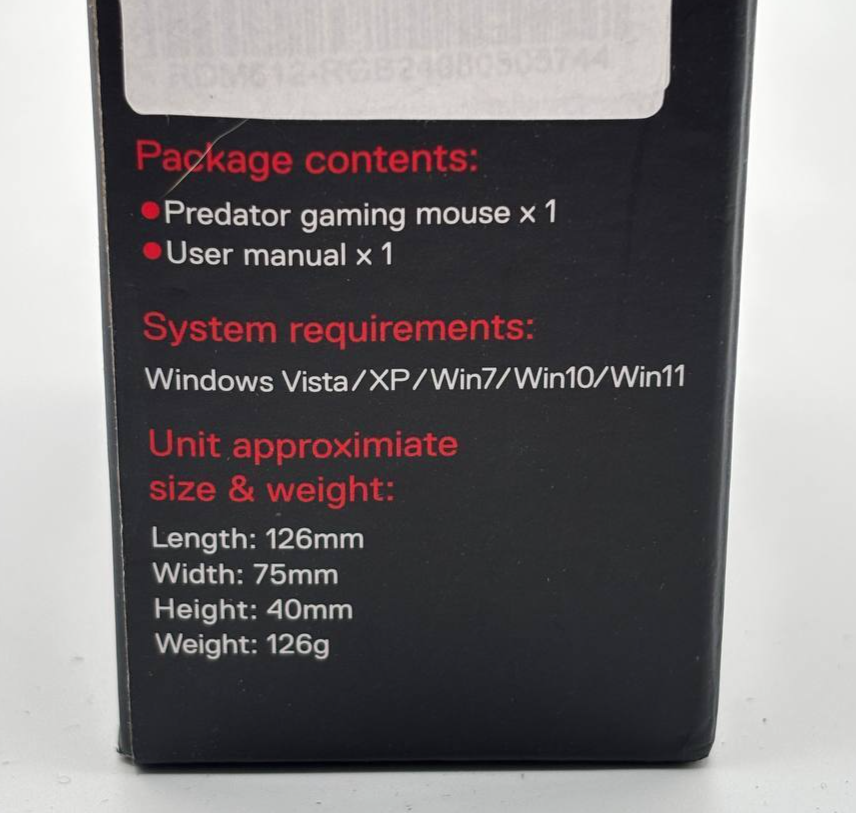 Package contents:
●Predator gaming mouse x 1
●User manual x 1
System requirements:
Windows Vista/XP/Win7/Win10/Win11
Unit approximiate
size & weight:
Length: 126mm
Width: 75mm
Height: 40mm
Weight: 126g